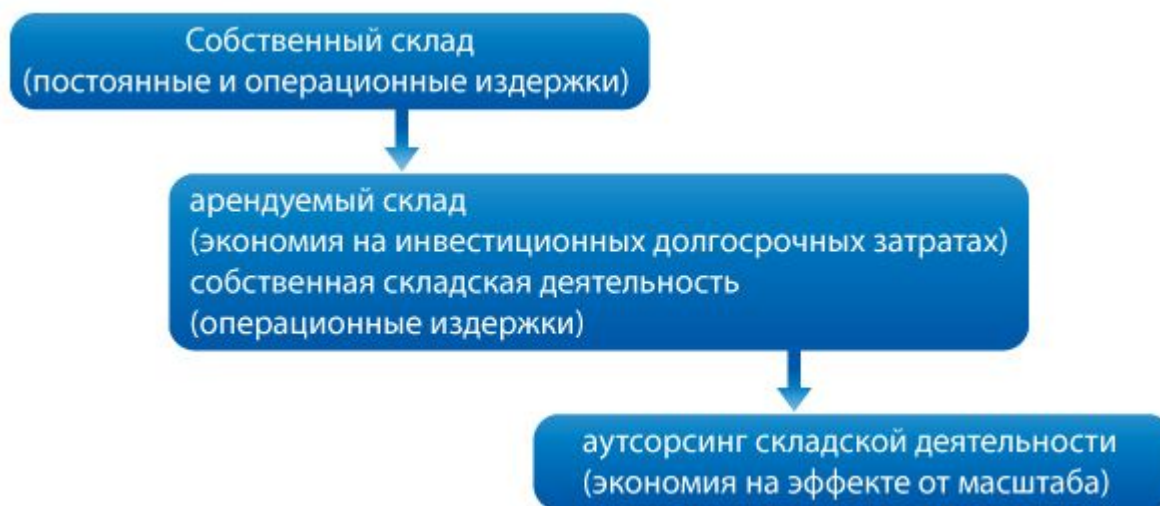 Собственный склад
(постоянные и операционные издержки)
арендуемый склад
(экономия на инвестиционных долгосрочных затратах)
собственная складская деятельность
(операционные издержки)
аутсорсинг складской деятельности
(экономия на эффекте от масштаба)